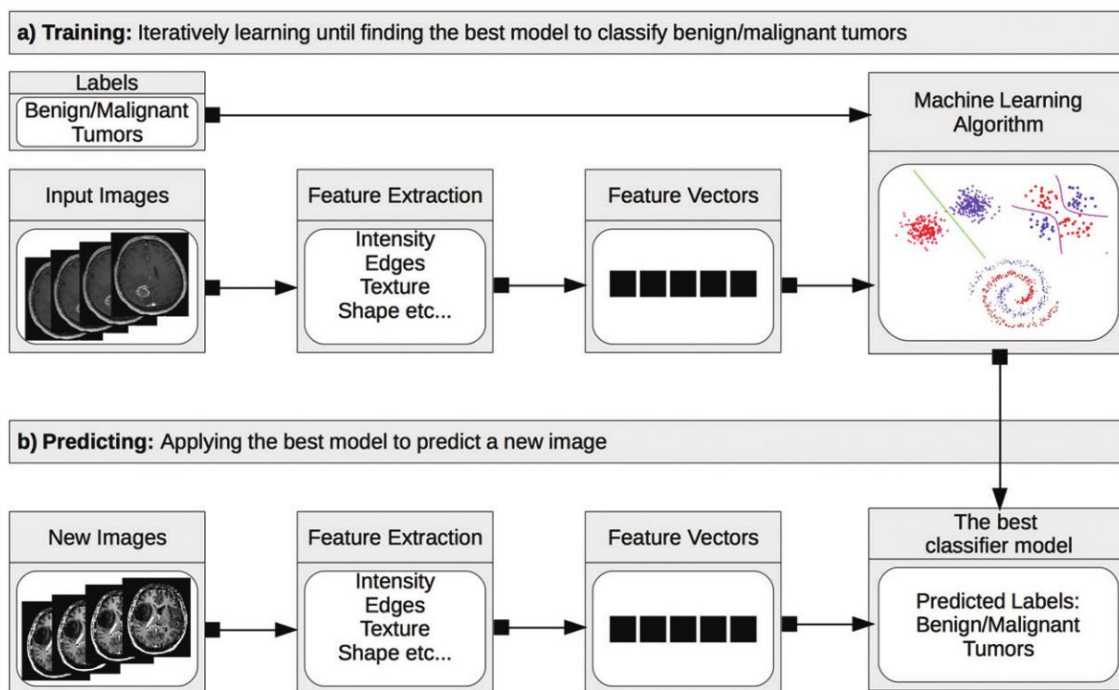 a) Training: Iteratively learning until finding the best model to classify benign/malignant tumors
Labels
Benign/Malignant
Tumors
Machine Learning
Algorithm
Input Images
Feature Extraction
Intensity
Edges
Texture
Shape etc...
Feature Vectors
b) Predicting: Applying the best model to predict a new image
New Images
Feature Extraction
Intensity
Edges
Texture
Shape etc...
Feature Vectors
The best
classifier model
Predicted Labels:
Benign/Malignant
Tumors